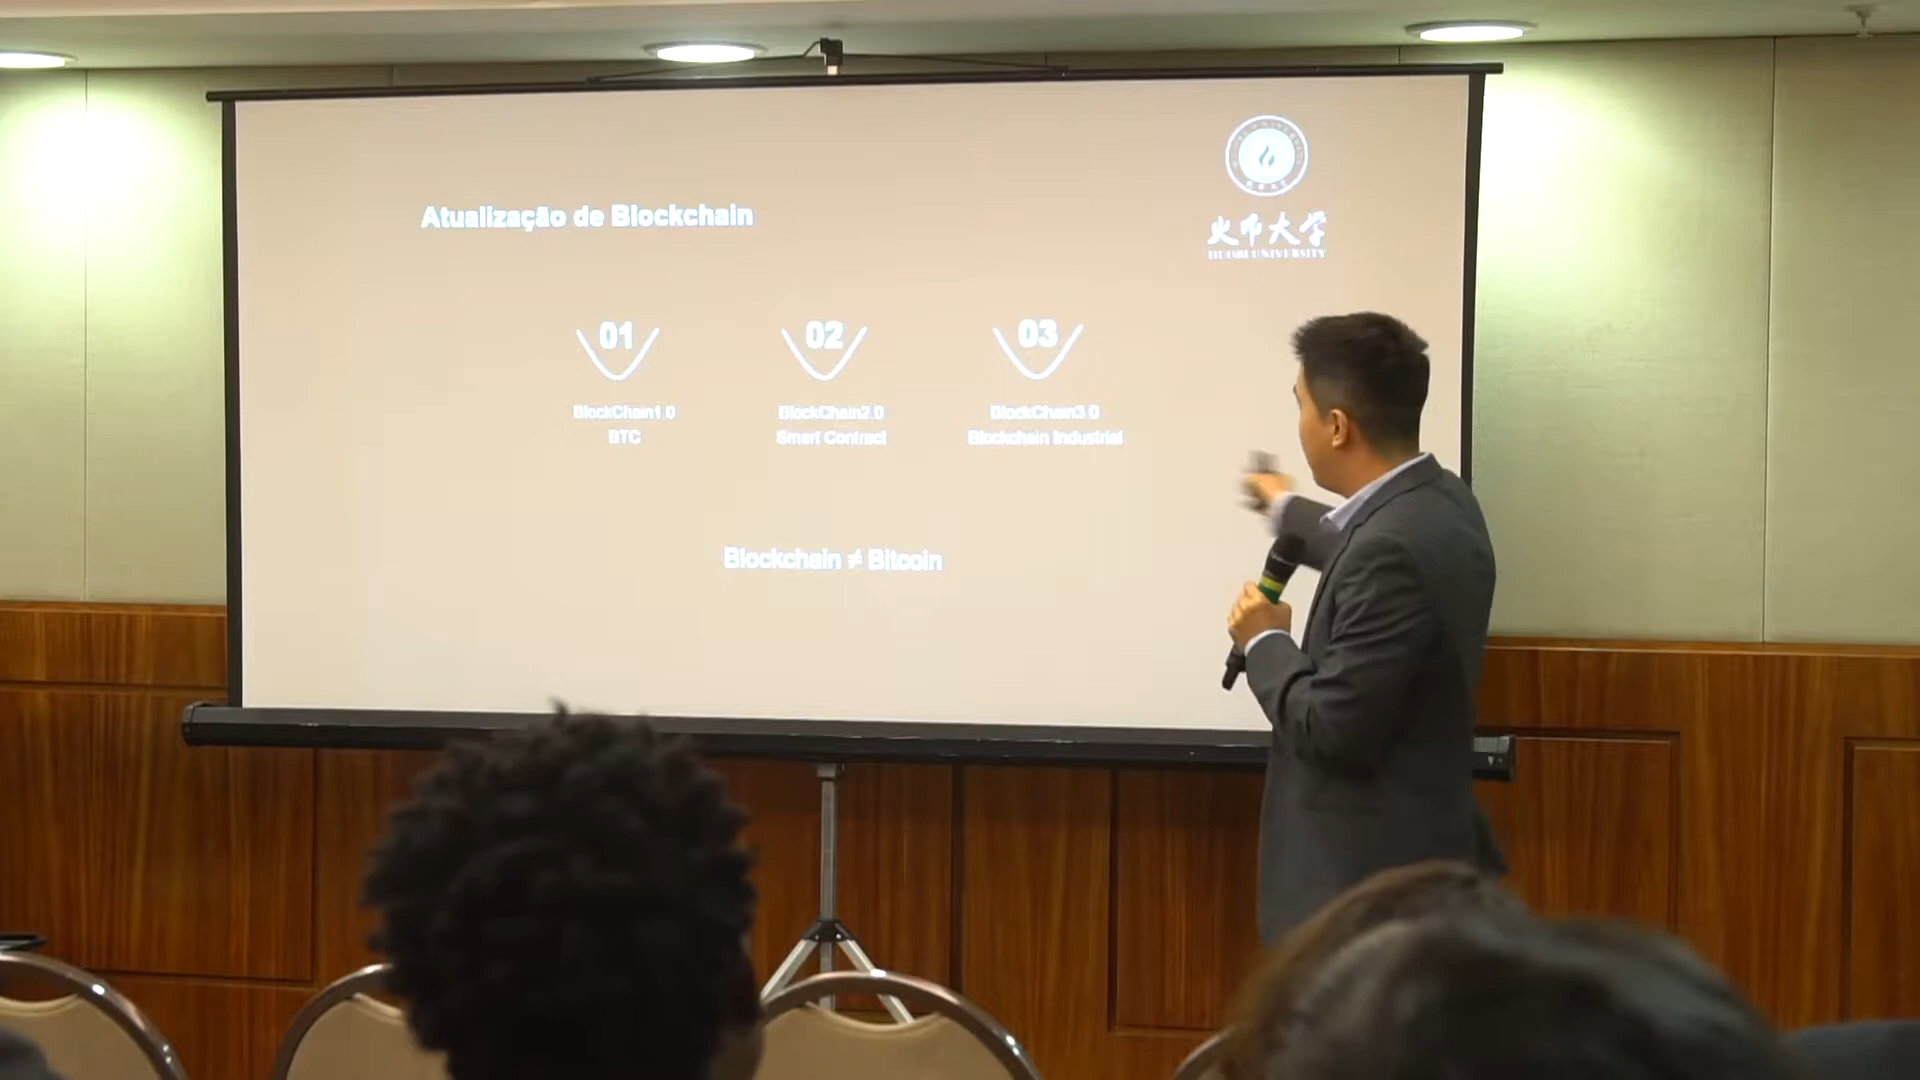 Atualização de Blockchain
火币大学
HUOBI UNIVERSITY
01
02
03
BlockChain1.0
BTC
BlockChain2.0
Smart Contract
BlockChain3.0
Blockchain Industrial
Blockchain ≠ Bitcoin